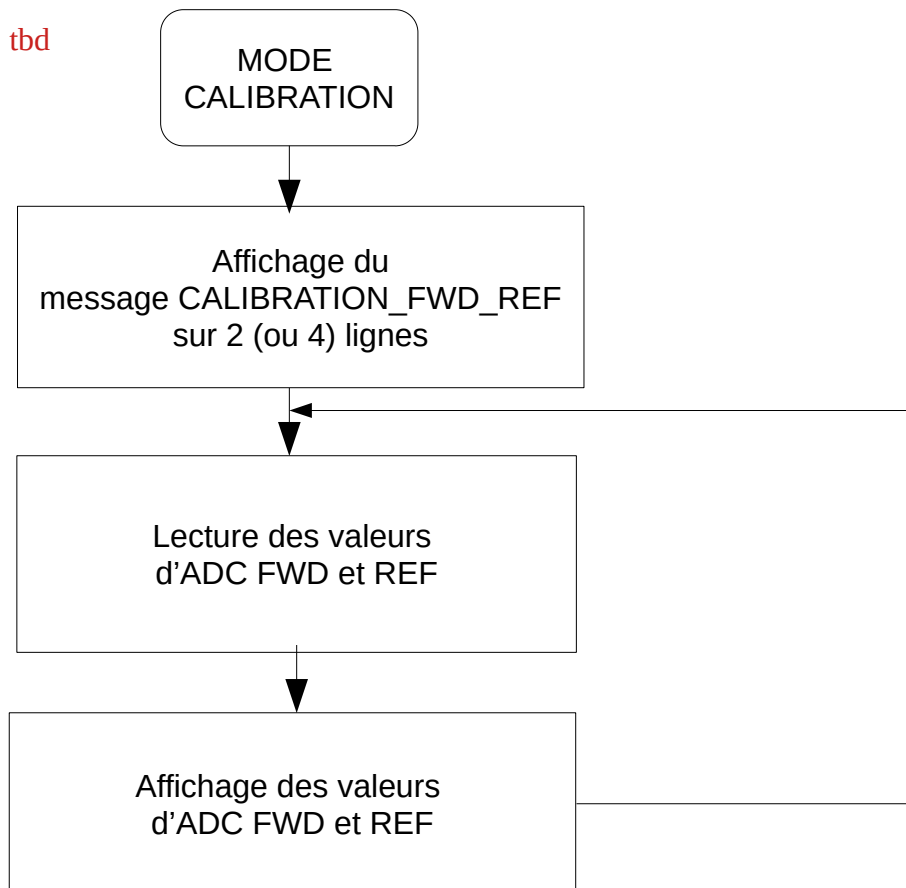 tbd
MODE
CALIBRATION
Affichage du
message CALIBRATION_FWD_REF
sur 2 (ou 4) lignes
Lecture des valeurs
d’ADC FWD et REF
Affichage des valeurs
d’ADC FWD et REF